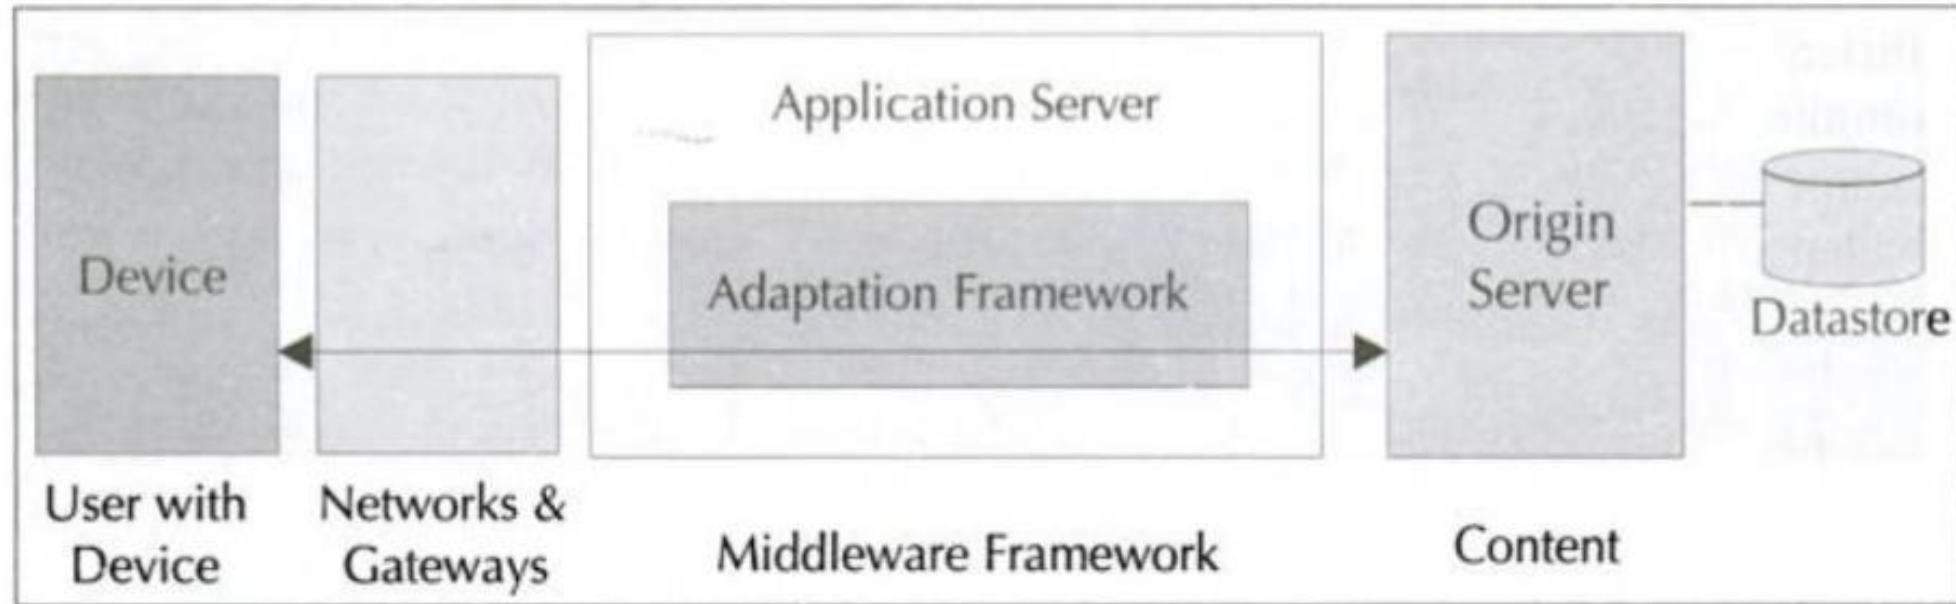 Application Server
Device
Adaptation Framework
Origin
Server
Datastore
User with
Device
Networks &
Gateways
Middleware Framework
Content